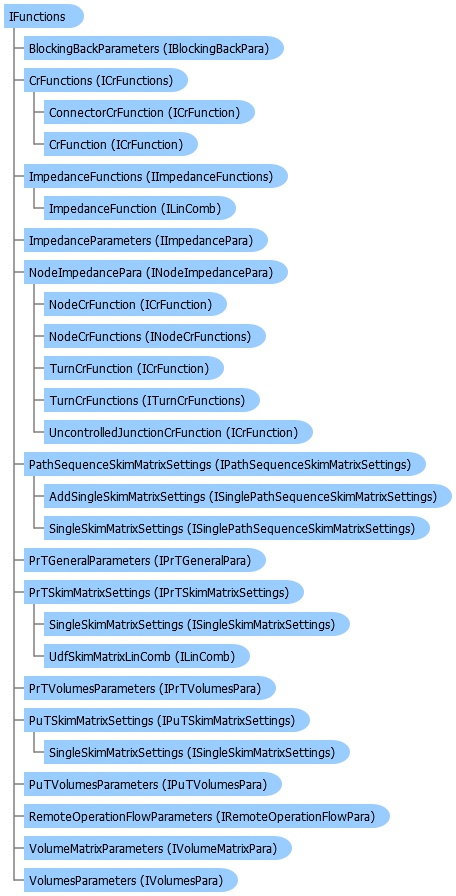 IFunctions
BlockingBackParameters (IBlockingBackPara)
CrFunctions (ICrFunctions)
ConnectorCrFunction (ICrFunction)
CrFunction (ICrFunction)
ImpedanceFunctions (IImpedanceFunctions)
ImpedanceFunction (ILinComb)
ImpedanceParameters (IImpedancePara)
NodeImpedancePara (INodeImpedancePara)
NodeCrFunction (ICrFunction)
NodeCrFunctions (INodeCrFunctions)
TurnCrFunction (ICrFunction)
TurnCrFunctions (ITurnCrFunctions)
UncontrolledJunctionCrFunction (ICrFunction)
PathSequenceSkimMatrixSettings (IPathSequenceSkimMatrixSettings)
AddSingleSkimMatrixSettings (ISinglePathSequenceSkimMatrixSettings)
SingleSkimMatrixSettings (ISinglePathSequenceSkimMatrixSettings)
PrTGeneralParameters (IPrTGeneralPara)
PrTSkimMatrixSettings (IPrTSkimMatrixSettings)
SingleSkimMatrixSettings (ISingleSkimMatrixSettings)
UdfSkimMatrixLinComb (ILinComb)
PrTVolumesParameters (IPrTVolumesPara)
PuTSkimMatrixSettings (IPuTSkimMatrixSettings)
SingleSkimMatrixSettings (ISingleSkimMatrixSettings)
PuTVolumesParameters (IPuTVolumesPara)
RemoteOperationFlowParameters (IRemoteOperationFlowPara)
VolumeMatrixParameters (IVolumeMatrixPara)
VolumesParameters (IVolumesPara)